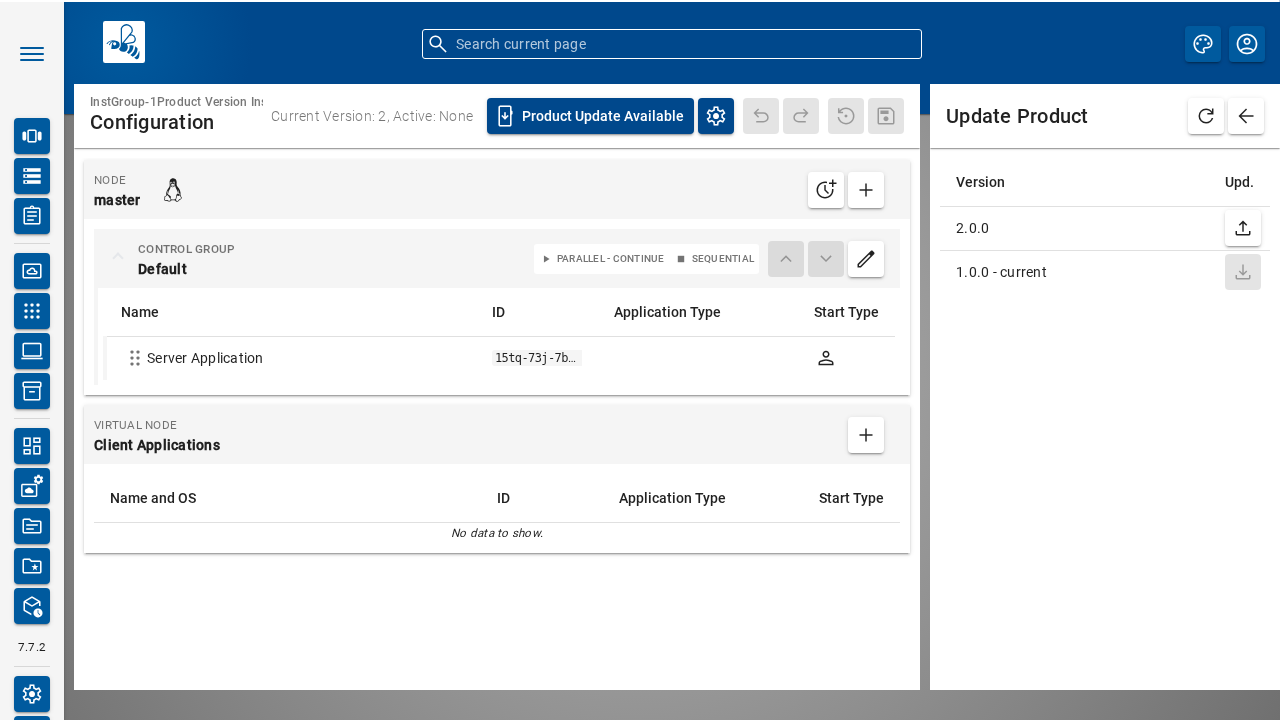 Search current page
InstGroup-1Product Version Ins
Configuration
Current Version: 2, Active: None
Product Update Available
Update Product
NODE
master
CONTROL GROUP
Default
PARALLEL - CONTINUE
SEQUENTIAL
Name
ID
Application Type
Start Type
Server Application
15tq-73j-7b…
VIRTUAL NODE
Client Applications
Name and OS
ID
Application Type
Start Type
No data to show.
Version
Upd.
2.0.0
1.0.0 - current
7.7.2